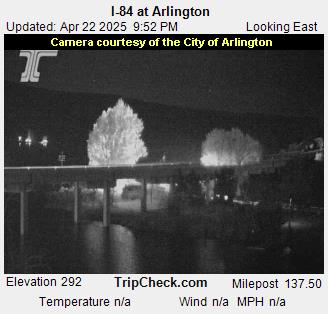 I-84 at Arlington
Updated: Apr 22 2025 9:52 PM Looking East
Camera courtesy of the City of Arlington
Elevation 292 TripCheck.com Milepost 137.50
Temperature n/a Wind n/a MPH n/a